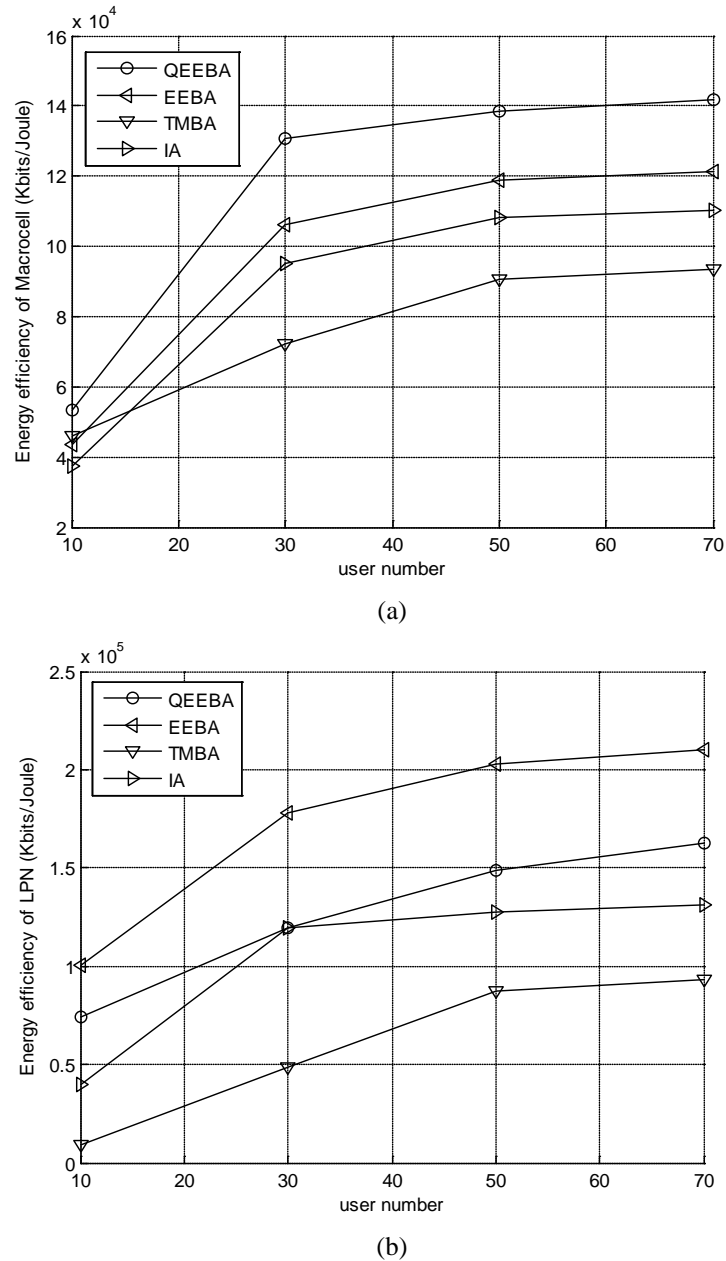 x 10^4
16
14
12
10
8
6
4
2
QEEBA
EEBA
TMBA
IA
Energy efficiency of Macrocell (Kbits/Joule)
10 20 30 40 50 60 70
user number
(a)
x 10^5
2.5
2
1.5
1
0.5
0
QEEBA
EEBA
TMBA
IA
Energy efficiency of LPN (Kbits/Joule)
10 20 30 40 50 60 70
user number
(b)